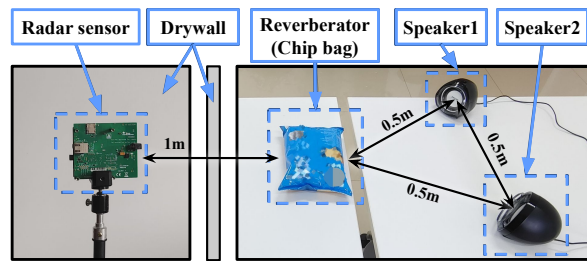 Radar sensor
Drywall
Reverberator
(Chip bag)
Speaker1
Speaker2
1m
0.5m
0.5m
0.5m